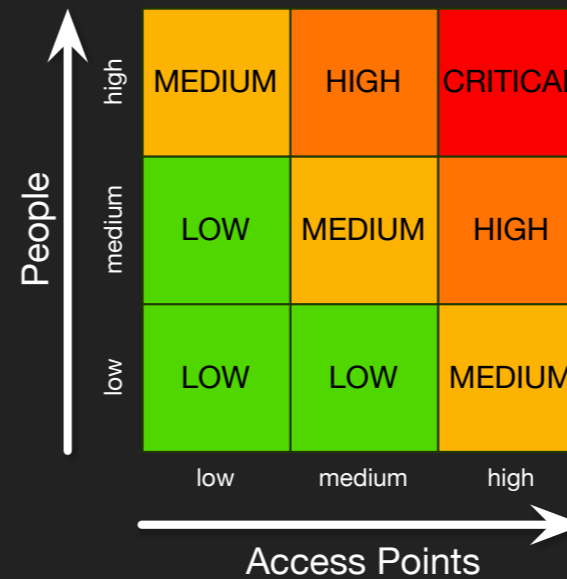 high
MEDIUM HIGH CRITICAL
People
medium
LOW MEDIUM HIGH
low
LOW LOW MEDIUM
low medium high
Access Points